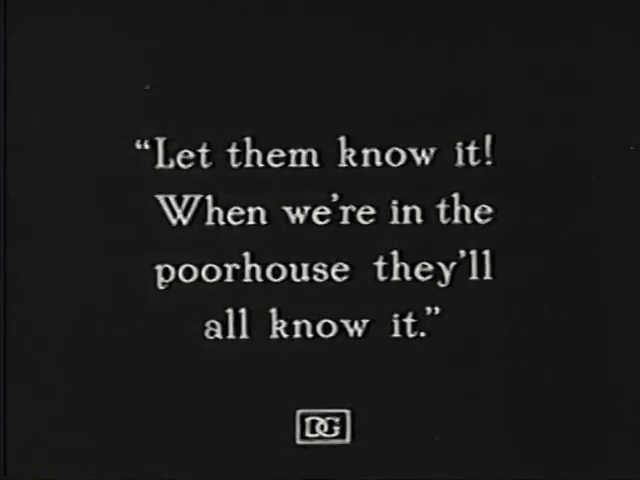 “Let them know it!
When we’re in the
poorhouse they’ll
all know it.”
DG